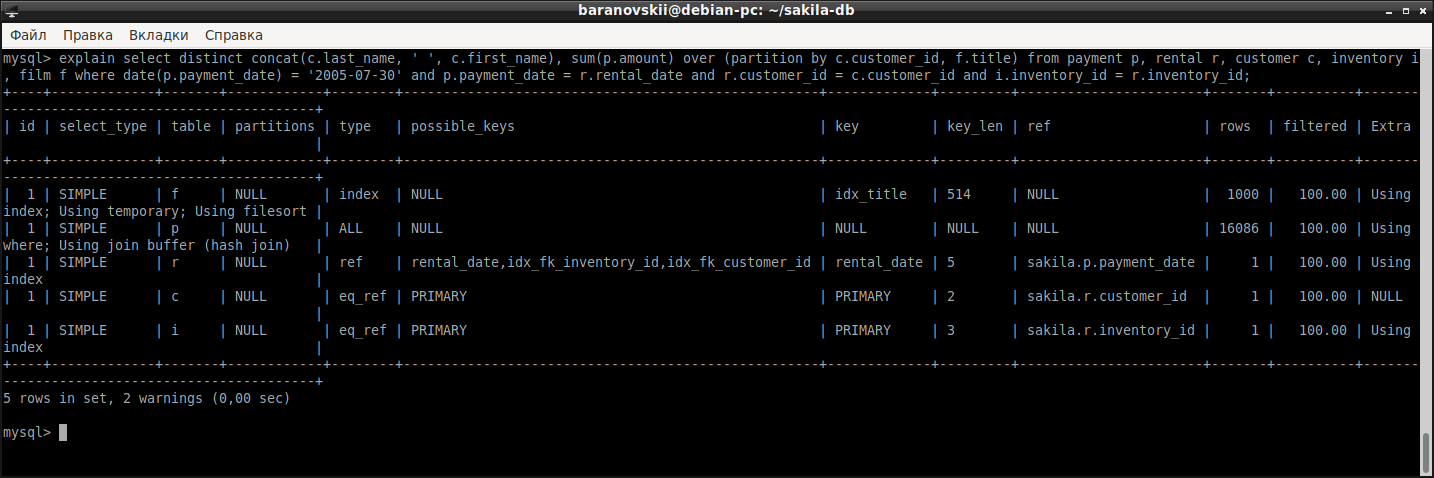 baranovskii@debian-pc: ~/sakila-db
Файл Правка Вкладки Справка
mysql> explain select distinct concat(c.last_name, ' ', c.first_name), sum(p.amount) over (partition by c.customer_id, f.title) from payment p, rental r, customer c, inventory i
, film f where date(p.payment_date) = '2005-07-30' and p.payment_date = r.rental_date and r.customer_id = c.customer_id and i.inventory_id = r.inventory_id;
+----+-------------+-------+------------+--------+---------------------------------------------------+-------------+---------+---------------------+-------+----------+-------
---------------------------------------+
| id | select_type | table | partitions | type   | possible_keys                                     | key         | key_len | ref                 | rows  | filtered | Extra
                                       |
+----+-------------+-------+------------+--------+---------------------------------------------------+-------------+---------+---------------------+-------+----------+-------
---------------------------------------+
|  1 | SIMPLE      | f     | NULL       | index  | NULL                                              | idx_title   | 514     | NULL                |  1000 |   100.00 | Using
index; Using temporary; Using filesort |
|  1 | SIMPLE      | p     | NULL       | ALL    | NULL                                              | NULL        | NULL    | NULL                | 16086 |   100.00 | Using
where; Using join buffer (hash join)   |
|  1 | SIMPLE      | r     | NULL       | ref    | rental_date,idx_fk_inventory_id,idx_fk_customer_id | rental_date | 5       | sakila.p.payment_date |     1 |   100.00 | Using
index                                  |
|  1 | SIMPLE      | c     | NULL       | eq_ref | PRIMARY                                           | PRIMARY     | 2       | sakila.r.customer_id  |     1 |   100.00 | NULL
                                       |
|  1 | SIMPLE      | i     | NULL       | eq_ref | PRIMARY                                           | PRIMARY     | 3       | sakila.r.inventory_id |     1 |   100.00 | Using
index                                  |
+----+-------------+-------+------------+--------+---------------------------------------------------+-------------+---------+---------------------+-------+----------+-------
---------------------------------------+
5 rows in set, 2 warnings (0,00 sec)
mysql>